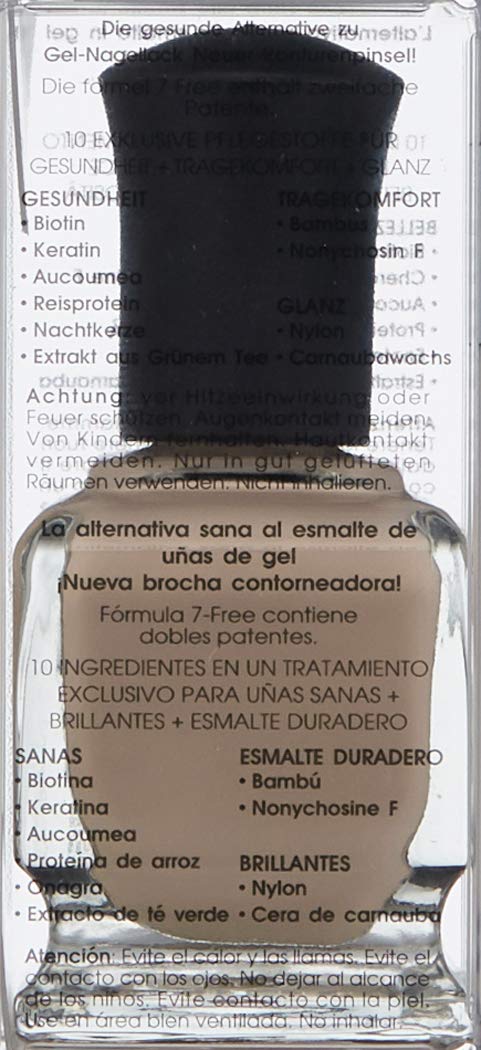 Die gesunde Alternative zu
Gel-Nagellack Neuer Konturenpinsel!
Die formel 7 Free enthält zweifache
Patente.
10 EXKLUSIVE PFLEGESTOFFE FÜR
GESUNDHEIT + TRAGEKOMFORT + GLANZ
GESUNDHEIT
• Biotin
• Keratin
• Aucoumea
• Reisprotein
• Nachtkerze
• Extrakt aus Grünem Tee
TRAGEKOMFORT
• Bambus
• Nonychosin F
GLANZ
• Nylon
• Carnaubawachs
Achtung: vor Hitzeeinwirkung oder
Feuer schützen. Augenkontakt meiden.
Von Kindern fernhalten. Hautkontakt
vermeiden. Nur in gut gelüfteten
Räumen verwenden. Nicht inhalieren.
La alternativa sana al esmalte de
uñas de gel
¡Nueva brocha contorneadora!
Fórmula 7-Free contiene
dobles patentes.
10 INGREDIENTES EN UN TRATAMIENTO
EXCLUSIVO PARA UÑAS SANAS +
BRILLANTES + ESMALTE DURADERO
SANAS
• Biotina
• Keratina
• Aucoumea
• Proteína de arroz
• Onagra
• Extracto de té verde
ESMALTE DURADERO
• Bambú
• Nonychosine F
BRILLANTES
• Nylon
• Cera de carnauba
Atención: Evite el calor y las llamas. Evite el
contacto con los ojos. No dejar al alcance
de los niños. Evite contacto con la piel.
Use en área bien ventilada. No inhalar.